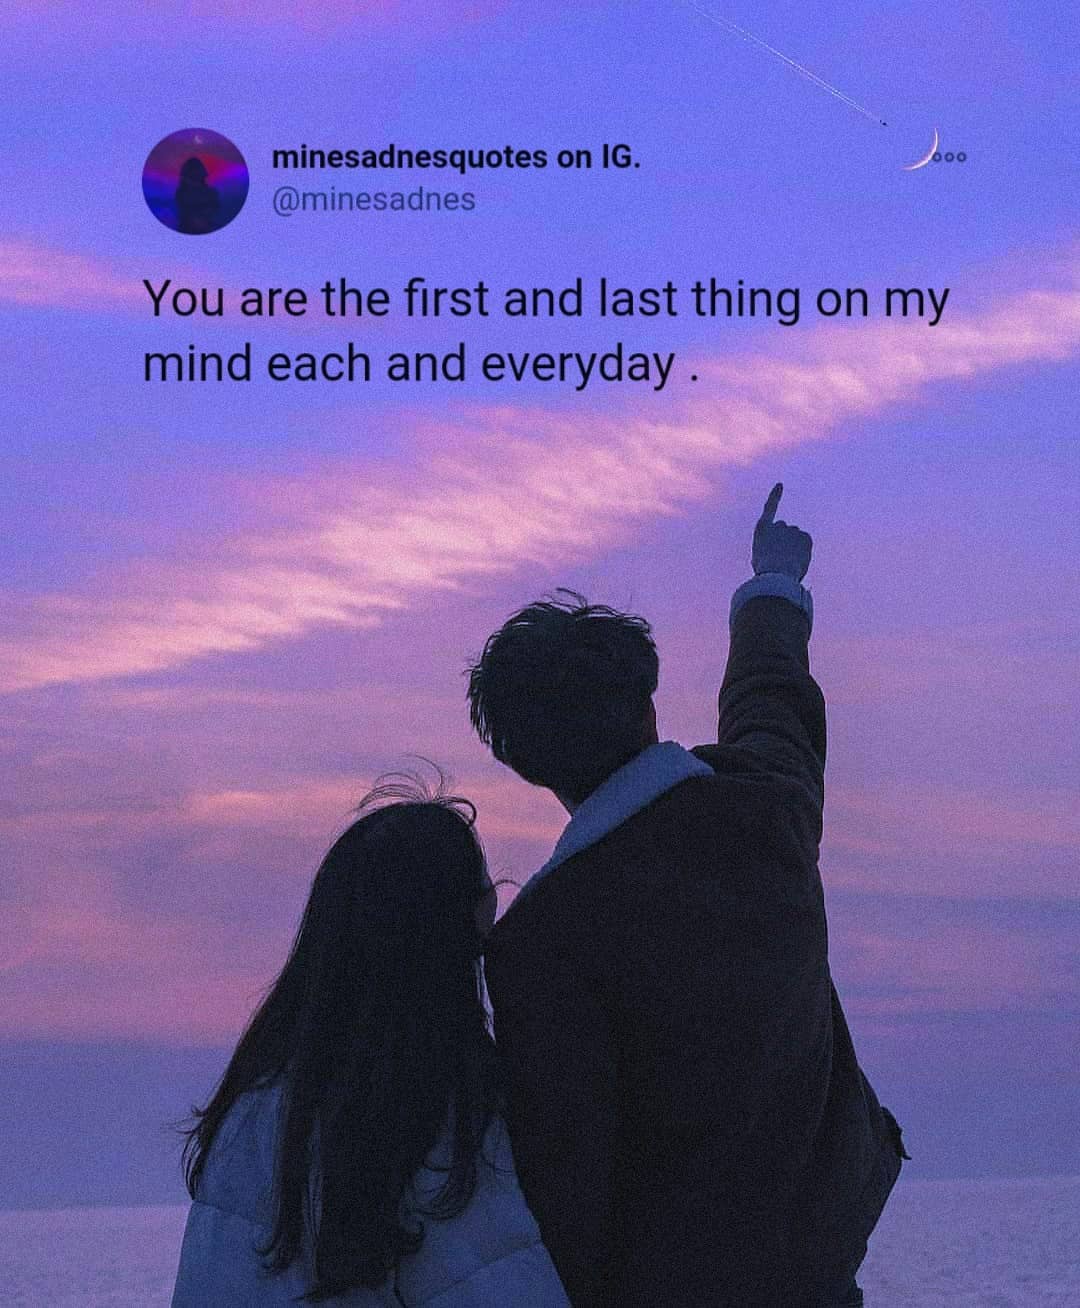 minesadnesquotes on IG.
@minesadnes
You are the first and last thing on my
mind each and everyday .